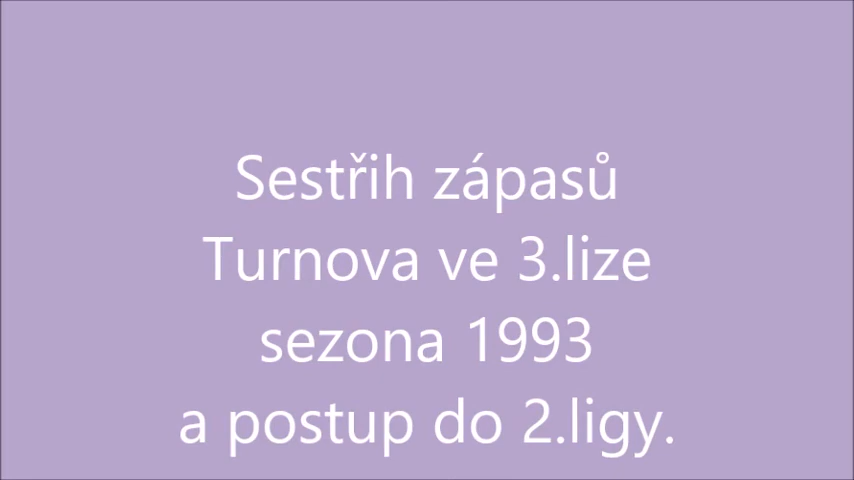 Sestřih zápasů
Turnova ve 3.lize
sezona 1993
a postup do 2.ligy.